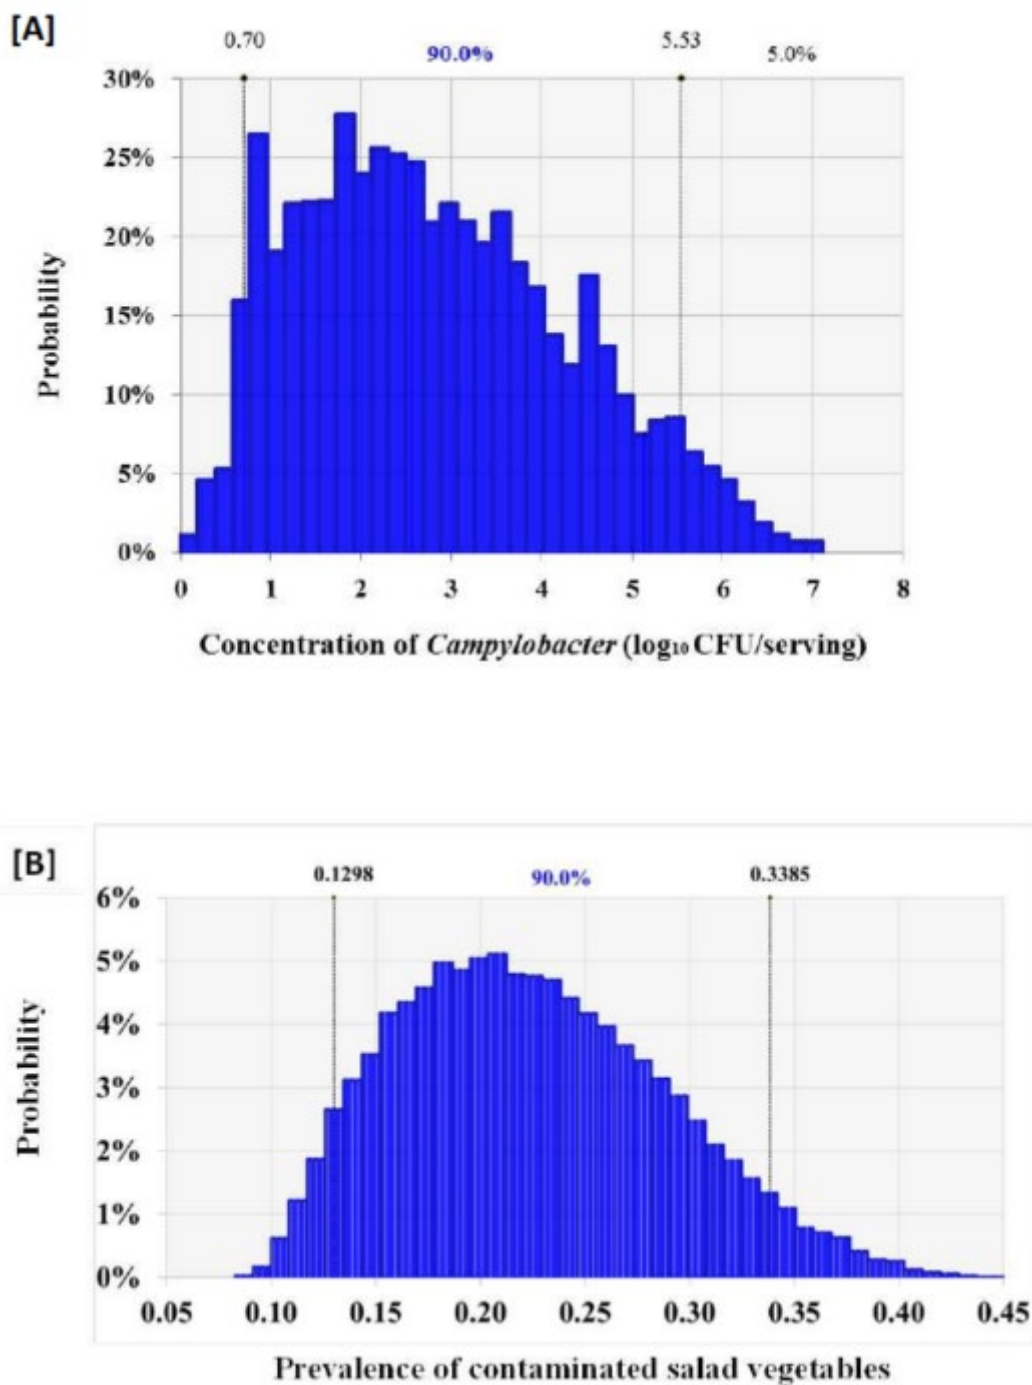 [A]
0.70 90.0% 5.53 5.0%
30%
25%
20%
15%
10%
5%
0%
Probability
0 1 2 3 4 5 6 7 8
Concentration of Campylobacter (log₁₀ CFU/serving)
[B]
0.1298 90.0% 0.3385
6%
5%
4%
3%
2%
1%
0%
Probability
0.05 0.10 0.15 0.20 0.25 0.30 0.35 0.40 0.45
Prevalence of contaminated salad vegetables